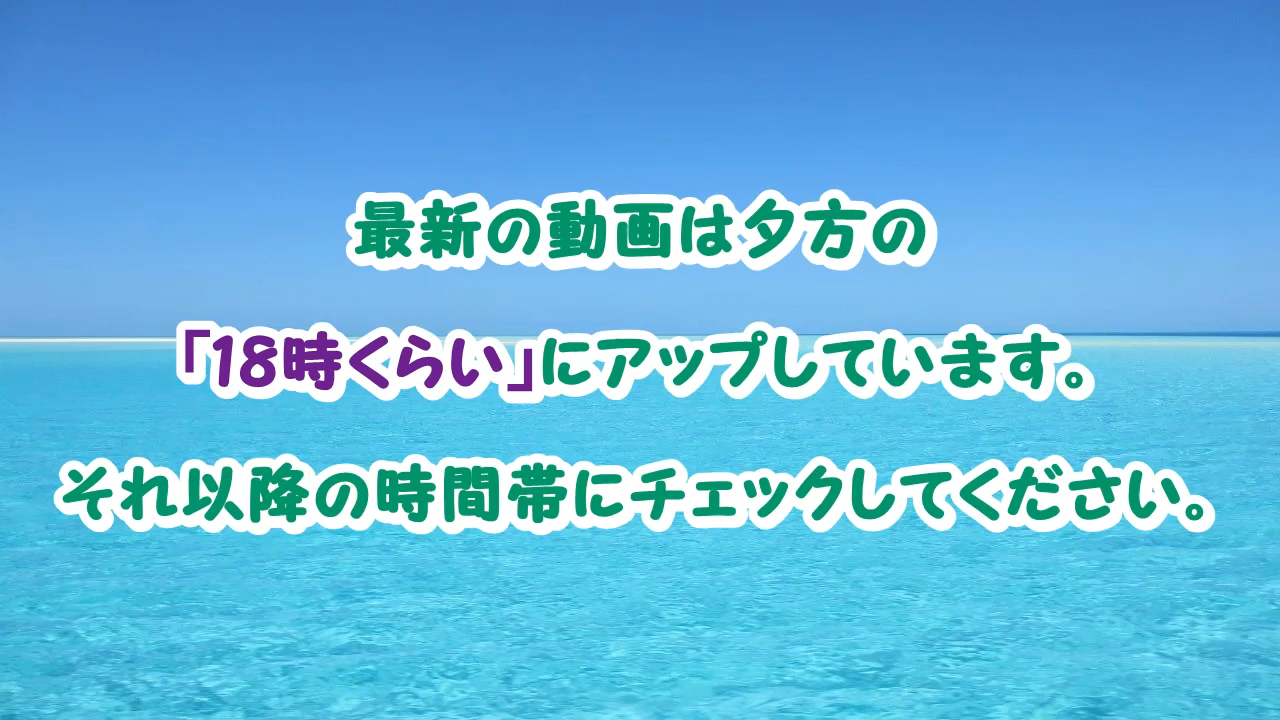 最新の動画は夕方の
「18時くらい」にアップしています。
それ以降の時間帯にチェックしてください。